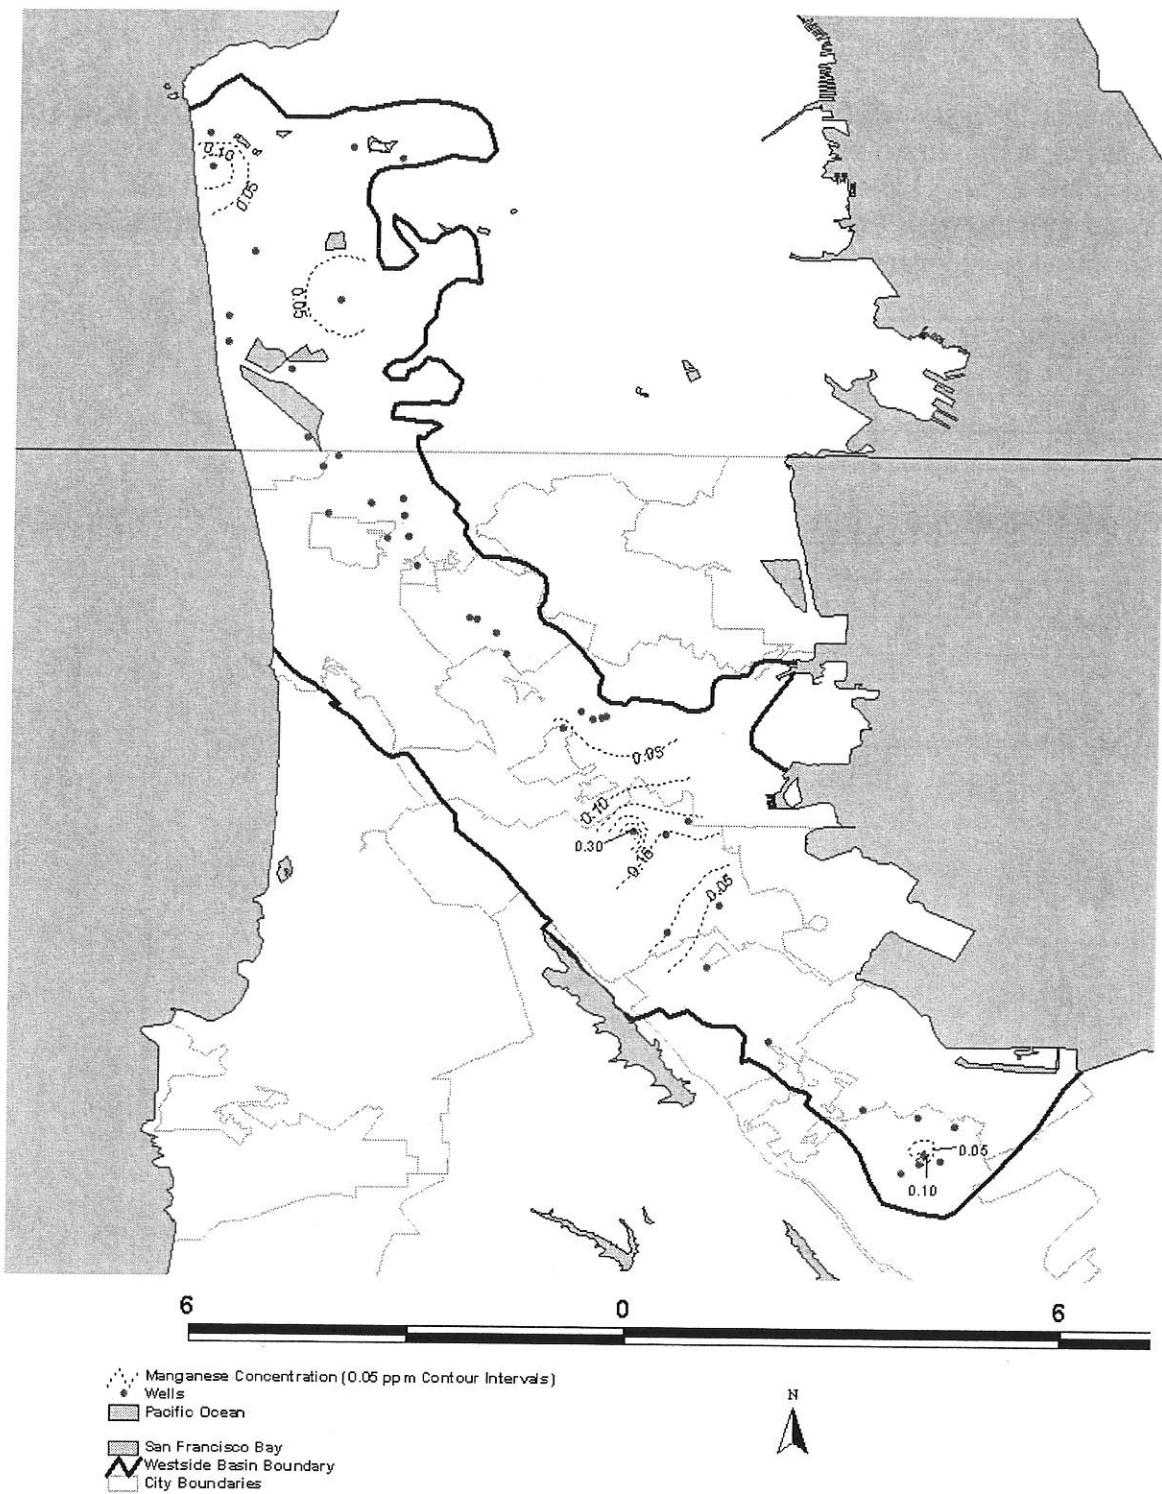 0.10
0.05
0.05
0.05
0.10
0.30
0.15
0.05
0.05
0.10
6 0 6
Manganese Concentration (0.05 ppm Contour Intervals)
Wells
Pacific Ocean
N
San Francisco Bay
Westside Basin Boundary
City Boundaries